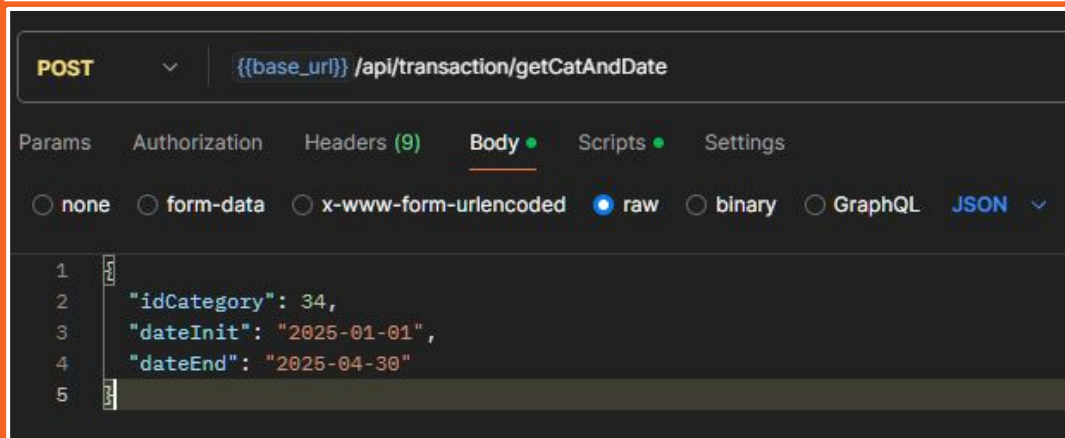 POST {{base_url}} /api/transaction/getCatAndDate
Params Authorization Headers (9) Body Scripts Settings
none form-data x-www-form-urlencoded raw binary GraphQL JSON
1 {
2 "idCategory": 34,
3 "dateInit": "2025-01-01",
4 "dateEnd": "2025-04-30"
5 }